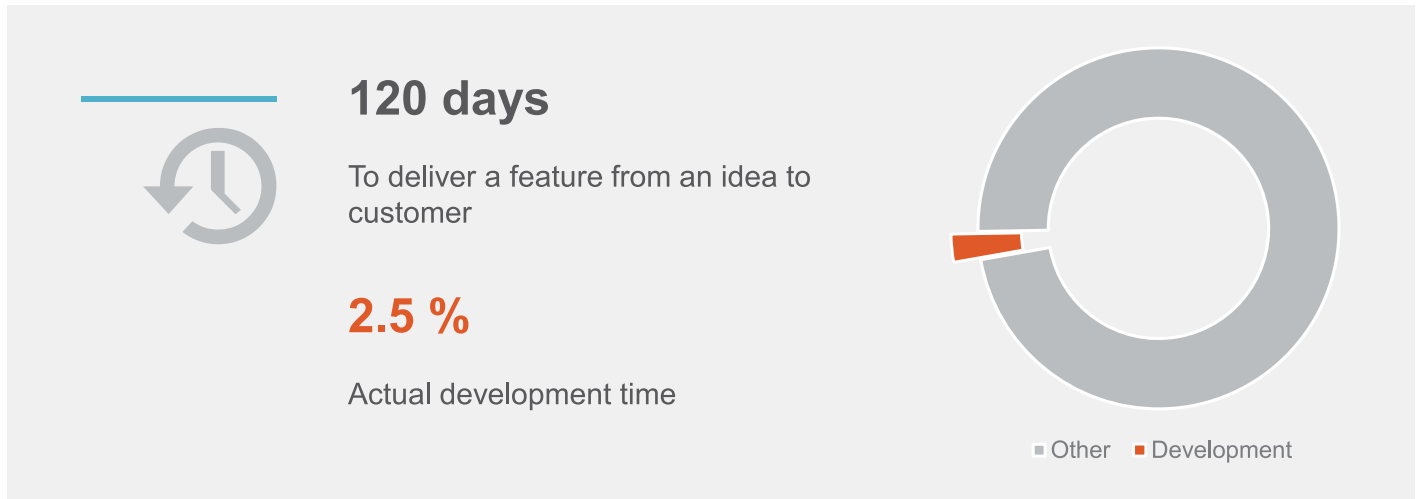 120 days
To deliver a feature from an idea to
customer
2.5 %
Actual development time
Other Development